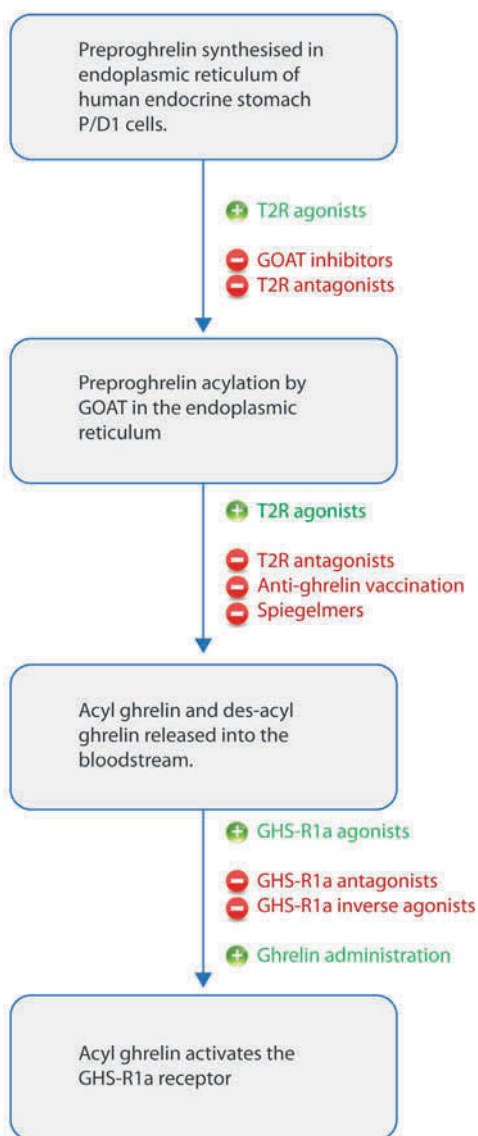 Preproghrelin synthesised in
endoplasmic reticulum of
human endocrine stomach
P/D1 cells.
T2R agonists
GOAT inhibitors
T2R antagonists
Preproghrelin acylation by
GOAT in the endoplasmic
reticulum
T2R agonists
T2R antagonists
Anti-ghrelin vaccination
Spiegelmers
Acyl ghrelin and des-acyl
ghrelin released into the
bloodstream.
GHS-R1a agonists
GHS-R1a antagonists
GHS-R1a inverse agonists
Ghrelin administration
Acyl ghrelin activates the
GHS-R1a receptor